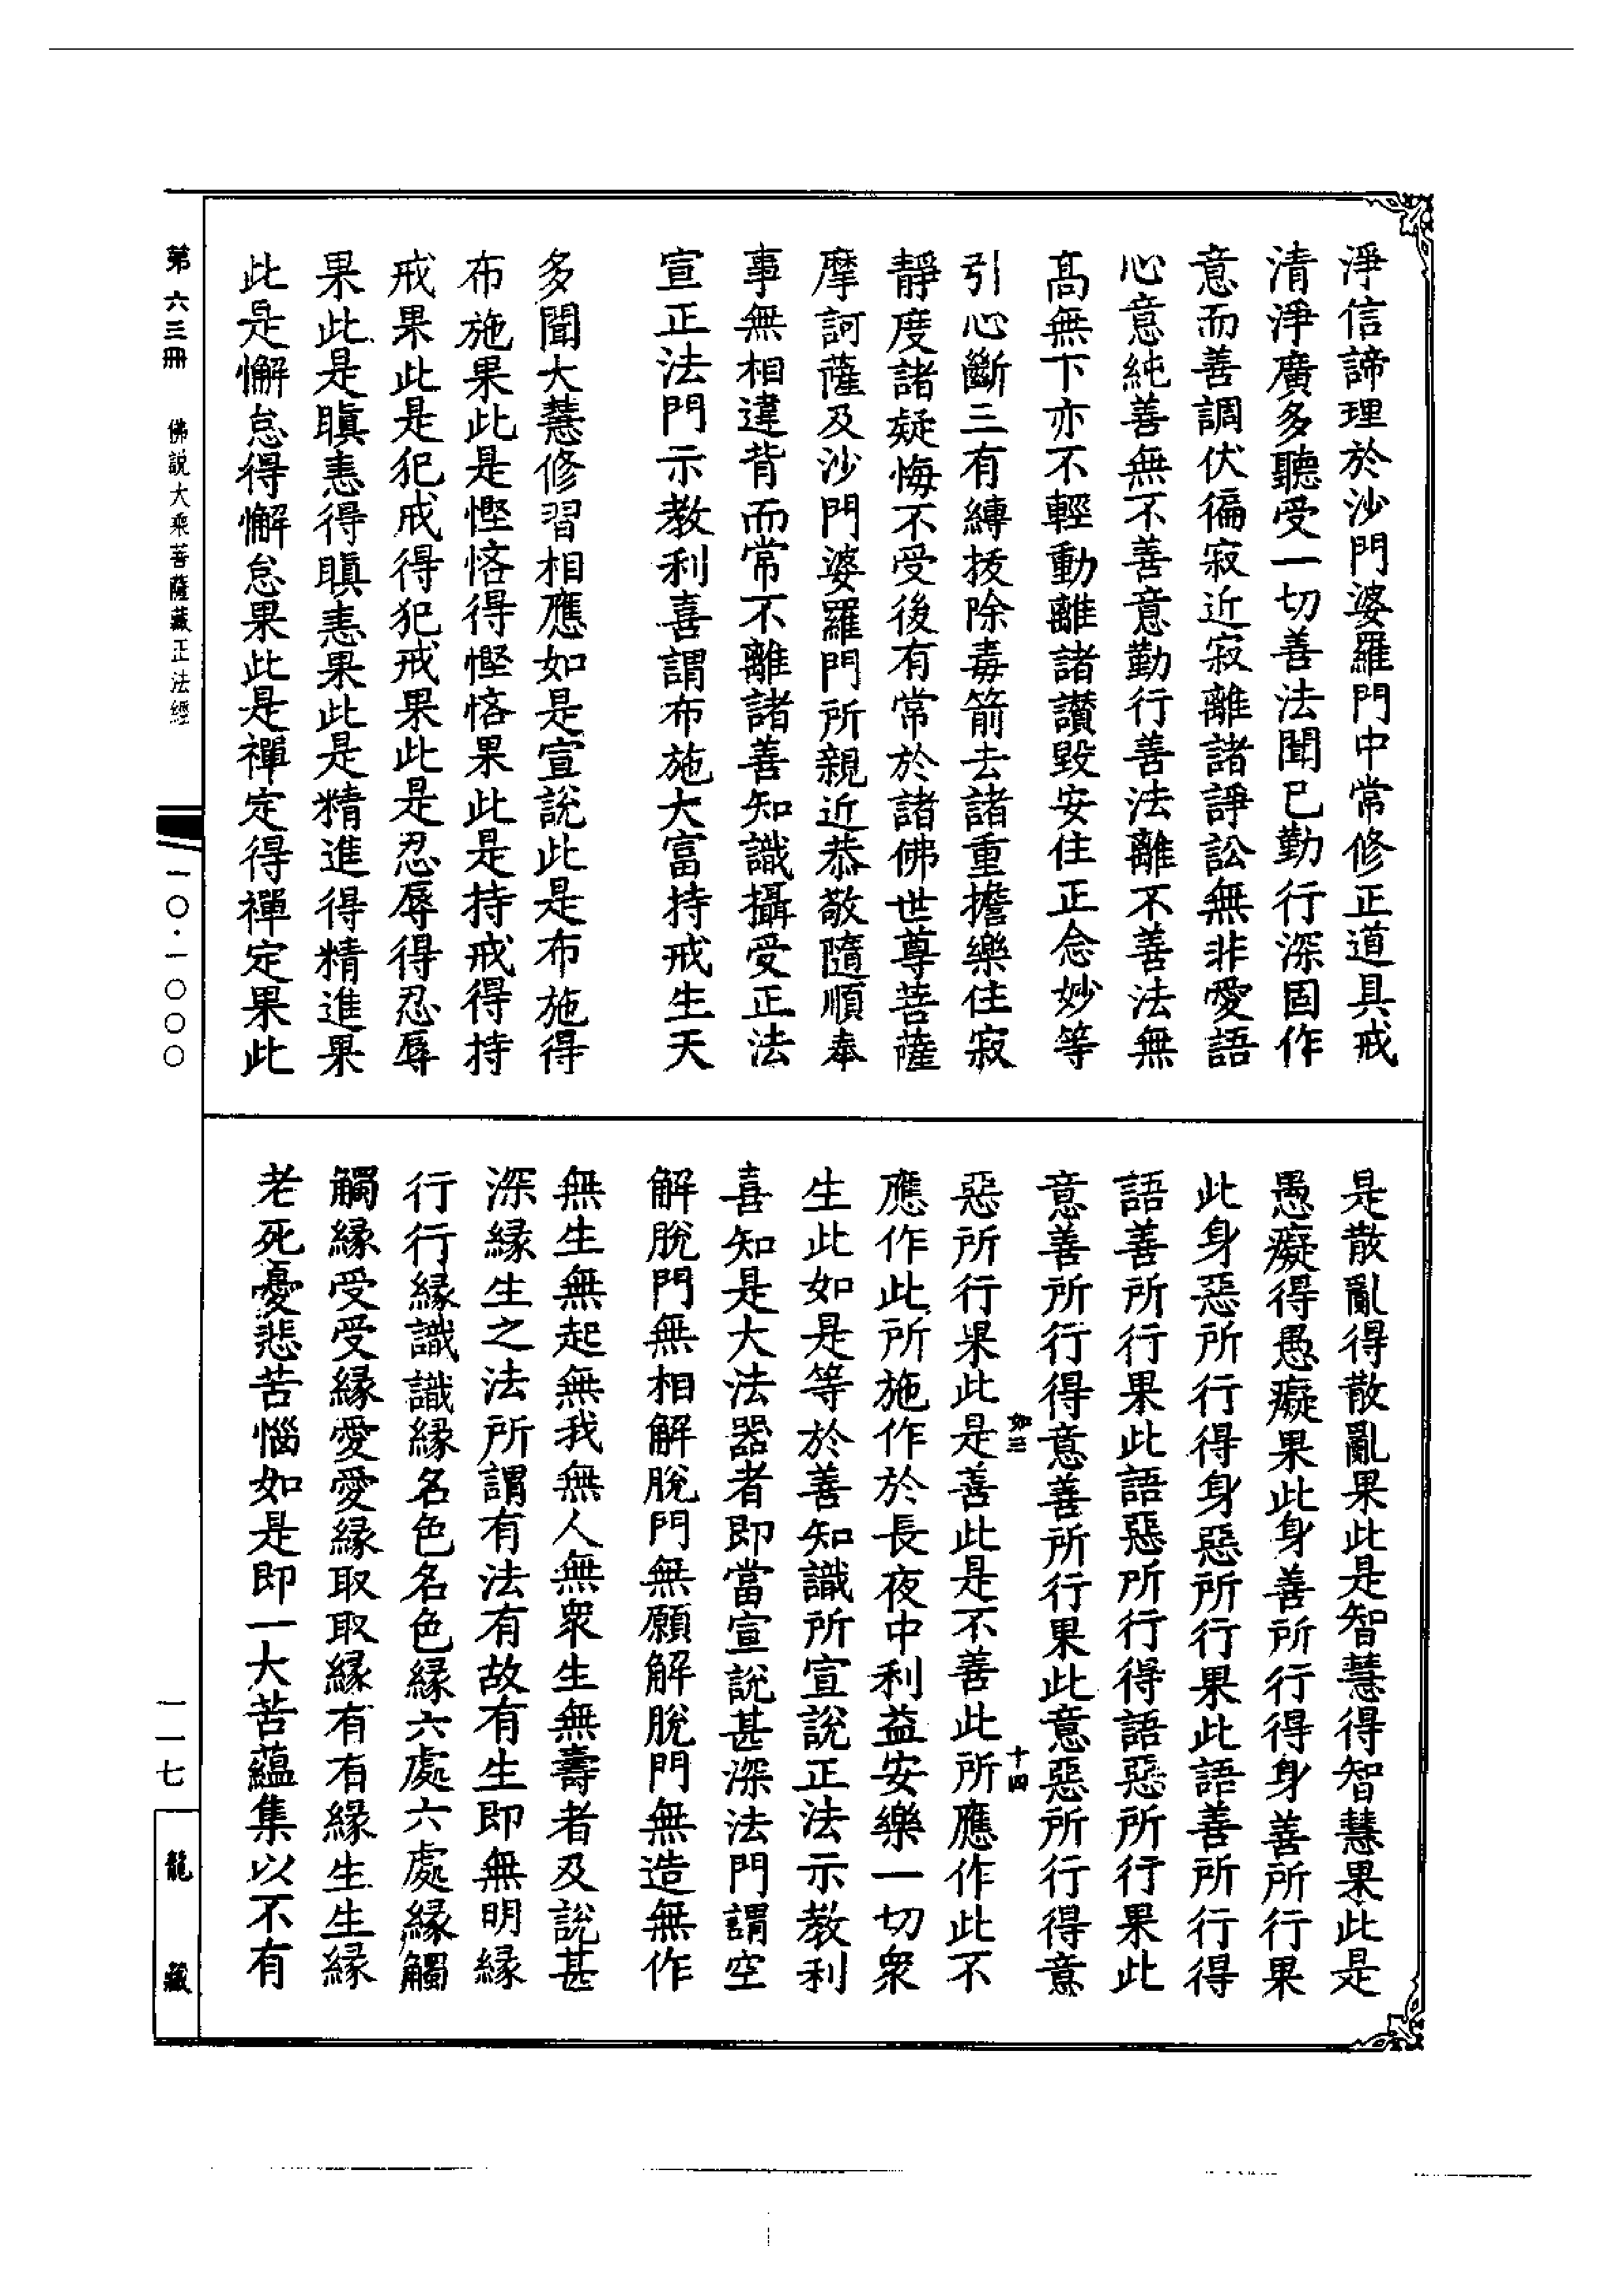 淨信諦理於沙門婆羅門中常修正道具戒
清淨廣多聽受一切善法聞已勤行深固作
意而善調伏徧寂近寂離諸諍訟無非愛語
心意純善無不善意勤行善法離不善法無
高無下亦不輕動離諸讃毀安住正念妙等
引心斷三有縛拔除毒箭去諸重擔樂住寂
靜度諸疑悔不受後有常於諸佛世尊菩薩
摩訶薩及沙門婆羅門所親近恭敬隨順奉
事無相違背而常不離諸善知識攝受正法
宣正法門示教利喜謂布施大富持戒生天
多聞大慧修習相應如是宣說此是布施得
布施果此是慳悋得慳悋果此是持戒得持
戒果此是犯戒得犯戒果此是忍辱得忍辱
果此是瞋恚得瞋恚果此是精進得精進果
此是懈怠得懈怠果此是禪定得禪定果此
是散亂得散亂果此是智慧得智慧果此是
愚癡得愚癡果此身善所行得身善所行果
此身惡所行得身惡所行果此語善所行得
語善所行果此語惡所行得語惡所行果此
意善所行得意善所行果此意惡所行得意
如三 十四
惡所行果此是善此是不善此所應作此不
應作此所施作於長夜中利益安樂一切衆
生此如是等於善知識所宣說正法示教利
喜知是大法器者即當宣說甚深法門謂空
解脫門無相解脫門無願解脫門無造無作
無生無起無我無人無衆生無壽者及說甚
深縁生之法所謂有法有故有生即無明縁
行行縁識識縁名色名色縁六處六處縁觸
觸縁受受縁愛愛縁取取縁有有縁生生縁
老死憂悲苦惱如是即一大苦蘊集以不有
第六三冊 佛說大乘菩薩藏正法經 一〇·一〇〇〇 一一七 龍藏